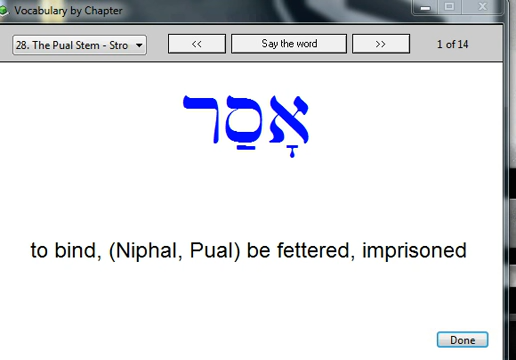 Vocabulary by Chapter
28. The Pual Stem - Stro
<<
Say the word
>>
1 of 14
אָסַר
to bind, (Niphal, Pual) be fettered, imprisoned
Done